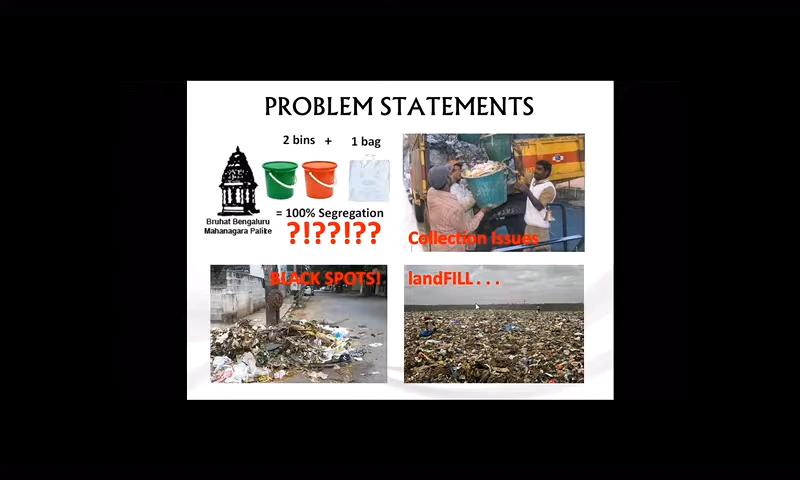 PROBLEM STATEMENTS
2 bins + 1 bag
Bruhat Bengaluru
Mahanagara Palike
= 100% Segregation
?!??!??
Collection Issues
BLACK SPOTS!
landFILL . . .